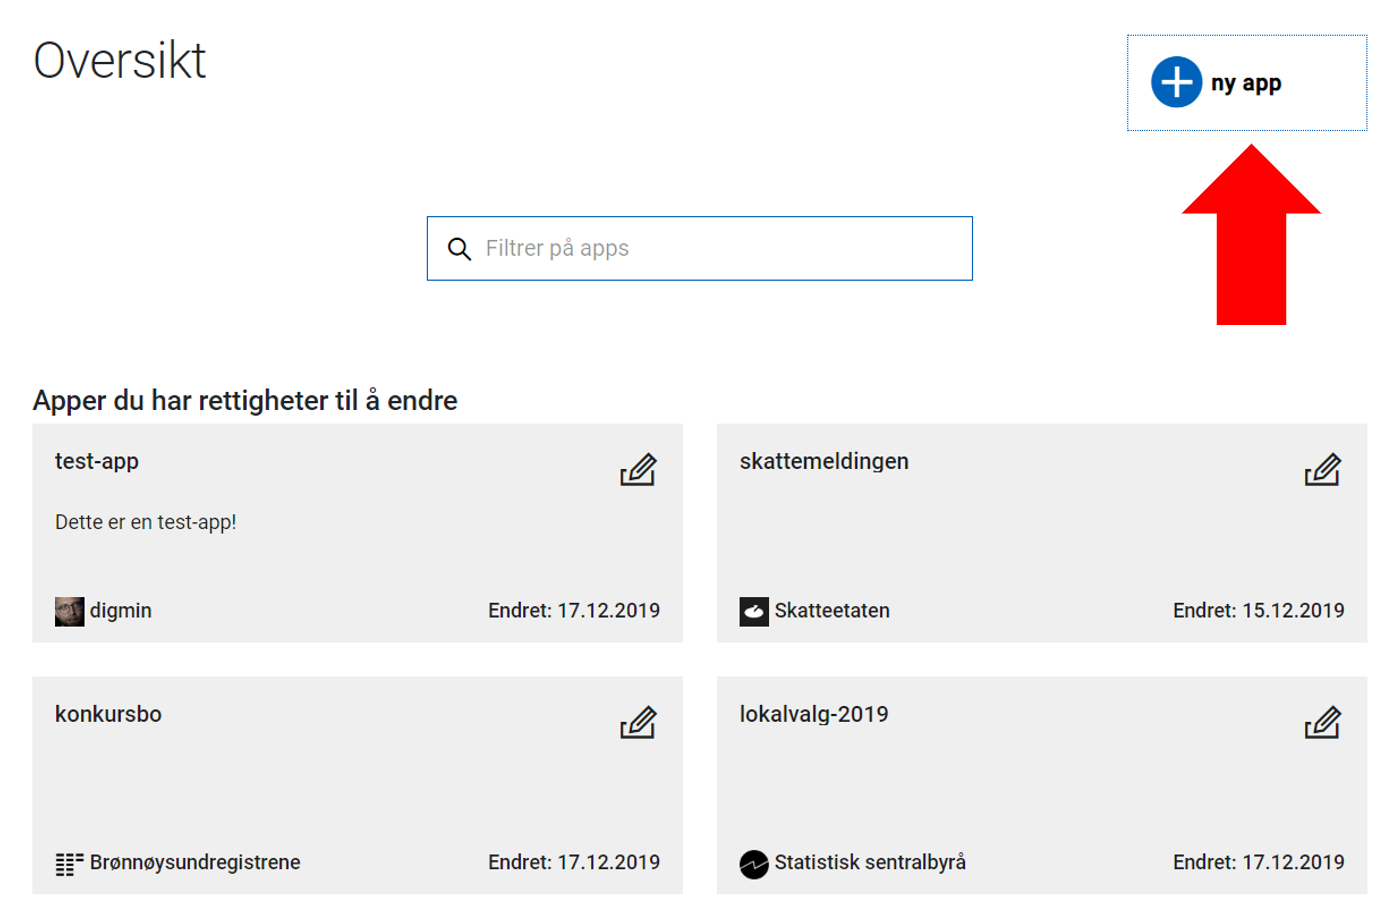 Oversikt
ny app
Filtrer på apps
Apper du har rettigheter til å endre
test-app
Dette er en test-app!
digmin
Endret: 17.12.2019
skattemeldingen
Skatteetaten
Endret: 15.12.2019
konkursbo
Brønnøysundregistrene
Endret: 17.12.2019
lokalvalg-2019
Statistisk sentralbyrå
Endret: 17.12.2019